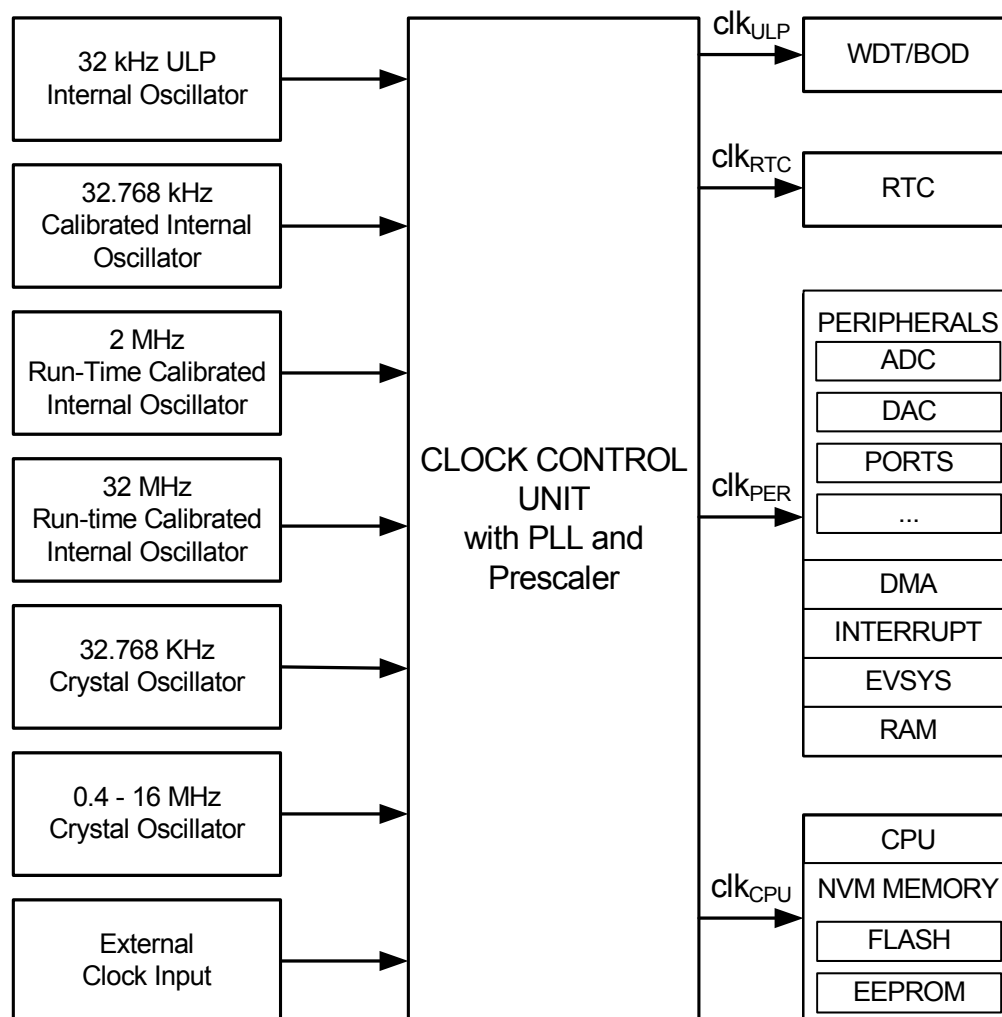 32 kHz ULP
Internal Oscillator
32.768 kHz
Calibrated Internal
Oscillator
2 MHz
Run-Time Calibrated
Internal Oscillator
32 MHz
Run-time Calibrated
Internal Oscillator
32.768 KHz
Crystal Oscillator
0.4 - 16 MHz
Crystal Oscillator
External
Clock Input
CLOCK CONTROL
UNIT
with PLL and
Prescaler
clkULP
WDT/BOD
clkRTC
RTC
clkPER
PERIPHERALS
ADC
DAC
PORTS
...
DMA
INTERRUPT
EVSYS
RAM
clkCPU
CPU
NVM MEMORY
FLASH
EEPROM